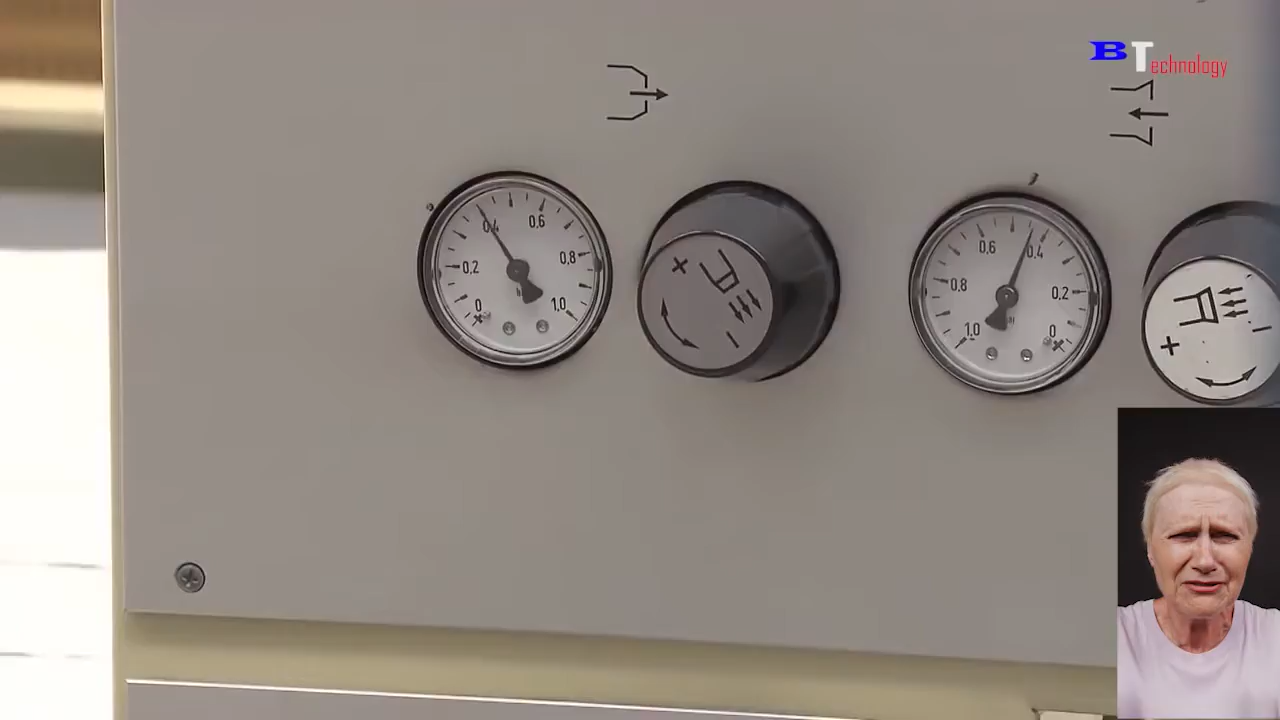 BTechnology
0 0,2 0,4 0,6 0,8 1,0
+ −
1,0 0,8 0,6 0,4 0,2 0
+ −